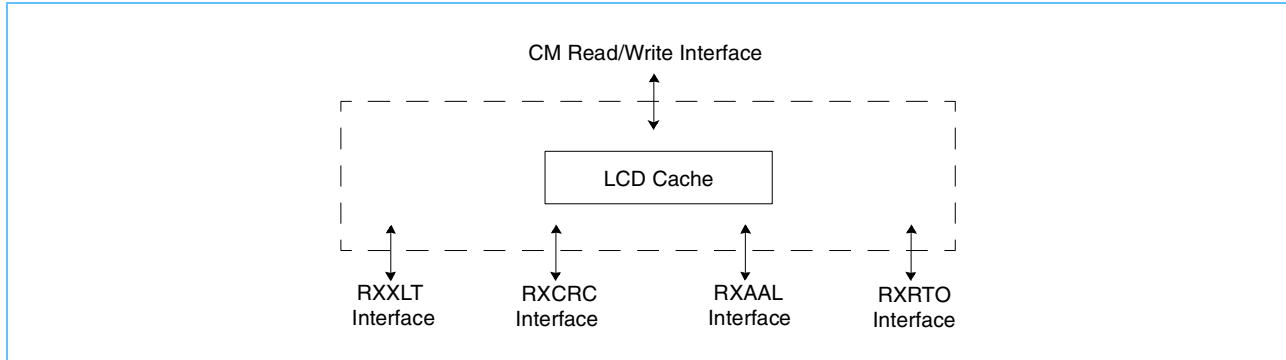 CM Read/Write Interface
LCD Cache
RXXLT
Interface
RXCRC
Interface
RXAAL
Interface
RXRTO
Interface